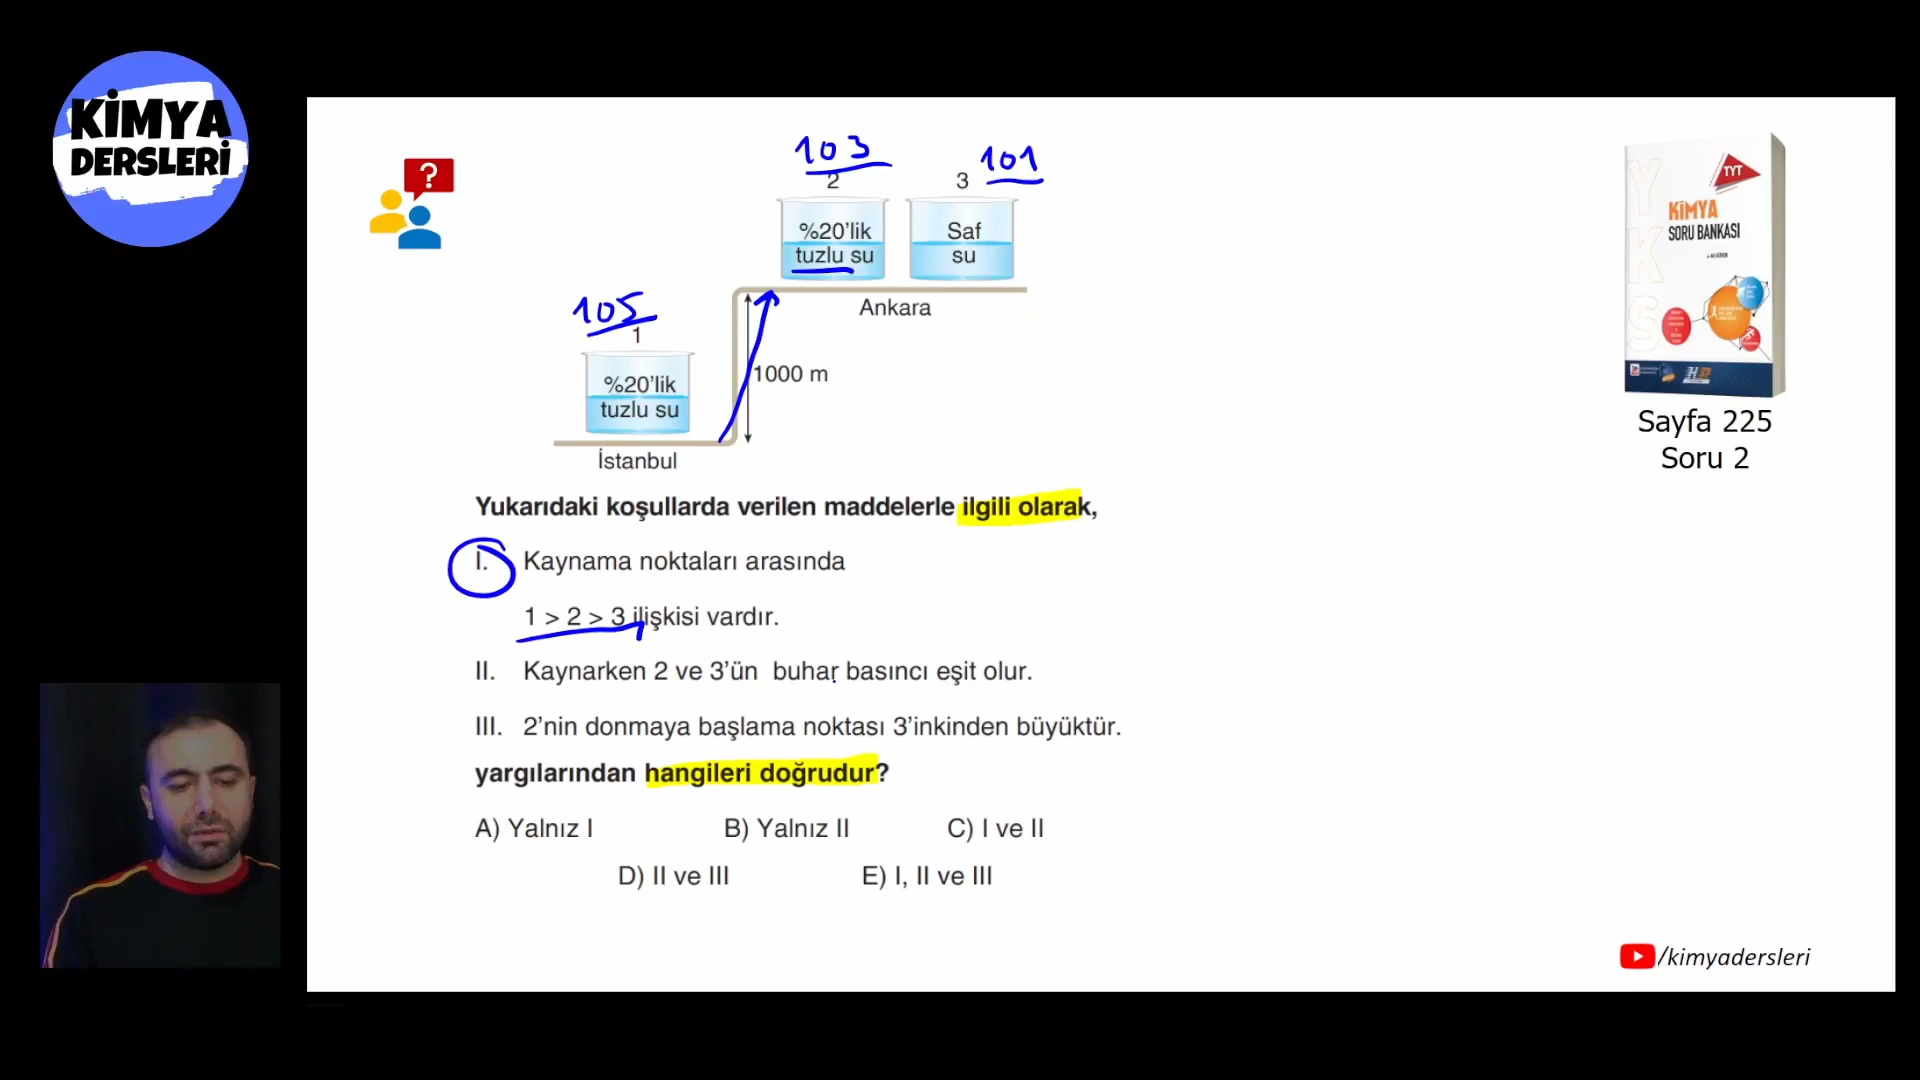 KİMYA
DERSLERİ
?
103
101
2
3
%20'lik
tuzlu su
Saf
su
Ankara
105
1
%20'lik
tuzlu su
1000 m
İstanbul
Yukarıdaki koşullarda verilen maddelerle ilgili olarak,
I. Kaynama noktaları arasında
1 > 2 > 3 ilişkisi vardır.
II. Kaynarken 2 ve 3'ün buhar basıncı eşit olur.
III. 2'nin donmaya başlama noktası 3'inkinden büyüktür.
yargılarından hangileri doğrudur?
A) Yalnız I B) Yalnız II C) I ve II
D) II ve III E) I, II ve III
YKS
TYT
KİMYA
SORU BANKASI
Sayfa 225
Soru 2
/kimyadersleri